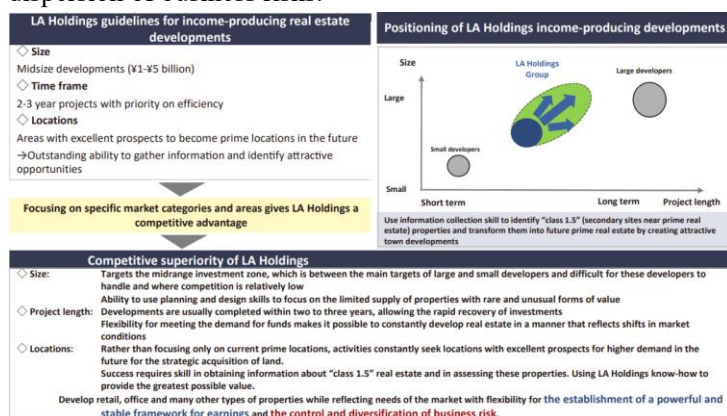 dispersion of business risks.
LA Holdings guidelines for income-producing real estate
developments
◇ Size
Midsize developments (¥1-¥5 billion)
◇ Time frame
2-3 year projects with priority on efficiency
◇ Locations
Areas with excellent prospects to become prime locations in the future
→Outstanding ability to gather information and identify attractive
opportunities
Focusing on specific market categories and areas gives LA Holdings a
competitive advantage
Positioning of LA Holdings income-producing developments
Size
LA Holdings
Group
Large developers
Large
Small developers
Small
Short term
Long term
Project length
Use information collection skill to identify “class 1.5” (secondary sites near prime real
estate) properties and transform them into future prime real estate by creating attractive
town developments
Competitive superiority of LA Holdings
◇ Size: Targets the midrange investment zone, which is between the main targets of large and small developers and difficult for these developers to
handle and where competition is relatively low
Ability to use planning and design skills to focus on the limited supply of properties with rare and unusual forms of value
◇ Project length: Developments are usually completed within two to three years, allowing the rapid recovery of investments
Flexibility for meeting the demand for funds makes it possible to constantly develop real estate in a manner that reflects shifts in market
conditions
◇ Locations: Rather than focusing only on current prime locations, activities constantly seek locations with excellent prospects for higher demand in the
future for the strategic acquisition of land.
Success requires skill in obtaining information about “class 1.5” real estate and in assessing these properties. Using LA Holdings know-how to
provide the greatest possible value.
Develop retail, office and many other types of properties while reflecting needs of the market with flexibility for the establishment of a powerful and
stable framework for earnings and the control and diversification of business risk.